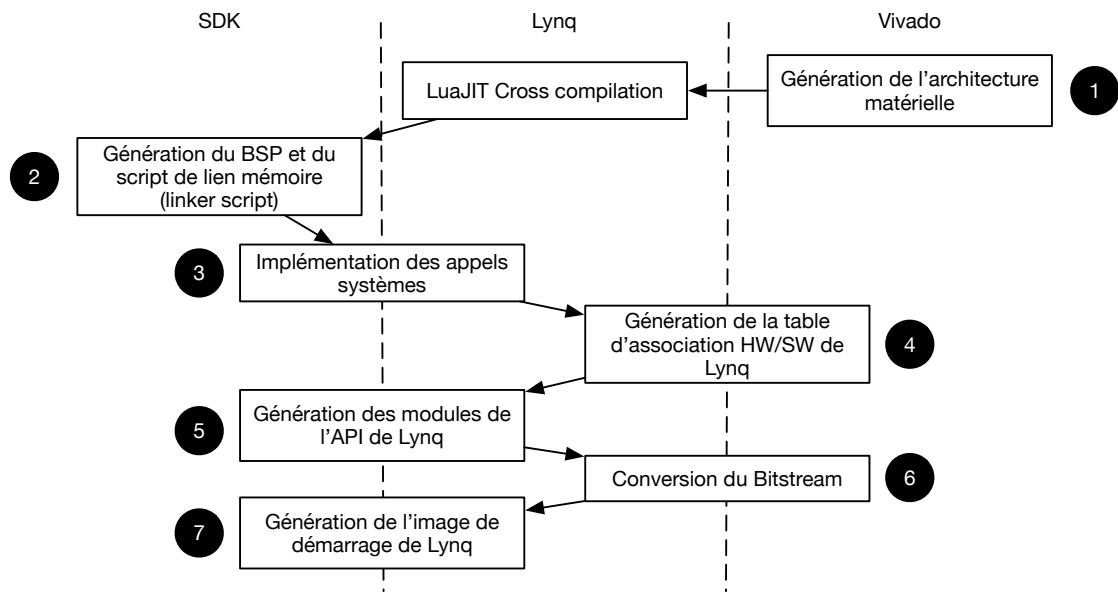 SDK
Lynq
Vivado
LuaJIT Cross compilation
Génération de l'architecture
matérielle
1
2
Génération du BSP et du
script de lien mémoire
(linker script)
3
Implémentation des appels
systèmes
Génération de la table
d'association HW/SW de
Lynq
4
5
Génération des modules de
l'API de Lynq
Conversion du Bitstream
6
7
Génération de l'image de
démarrage de Lynq